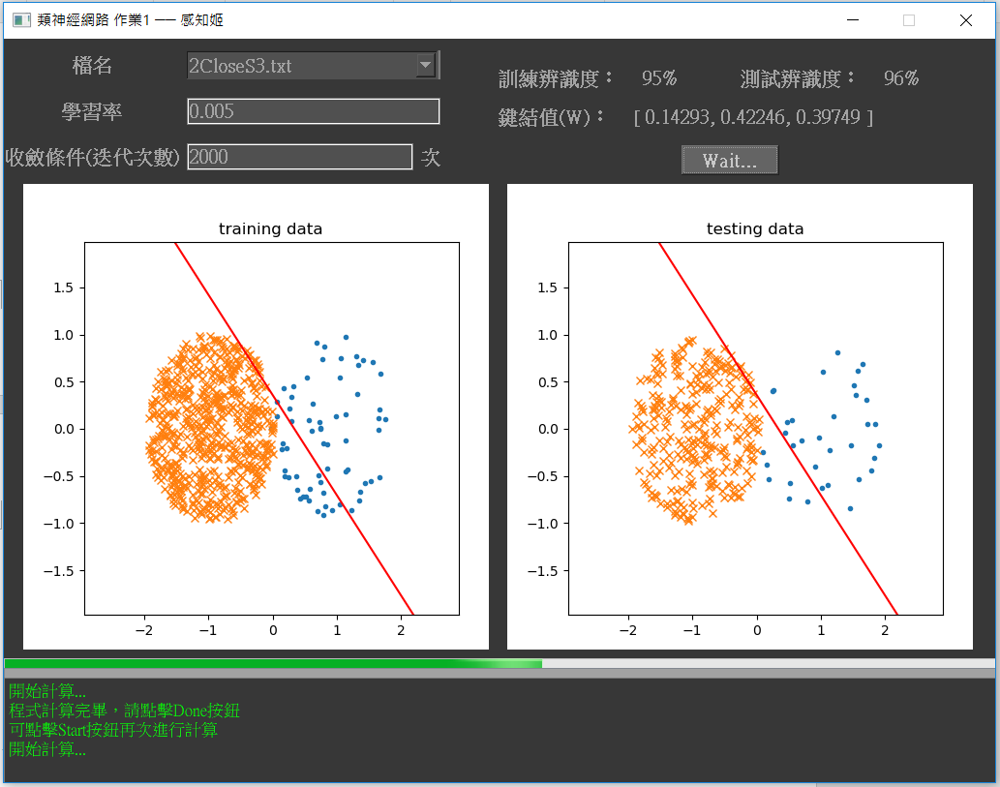 類神經網路 作業1 ── 感知姬
檔名
2CloseS3.txt
學習率
0.005
收斂條件(迭代次數)
2000
次
訓練辨識度： 95%
測試辨識度： 96%
鍵結值(W)： [ 0.14293, 0.42246, 0.39749 ]
Wait...
training data
1.5
1.0
0.5
0.0
−0.5
−1.0
−1.5
−2 −1 0 1 2
testing data
1.5
1.0
0.5
0.0
−0.5
−1.0
−1.5
−2 −1 0 1 2
開始計算...
程式計算完畢，請點擊Done按鈕
可點擊Start按鈕再次進行計算
開始計算...